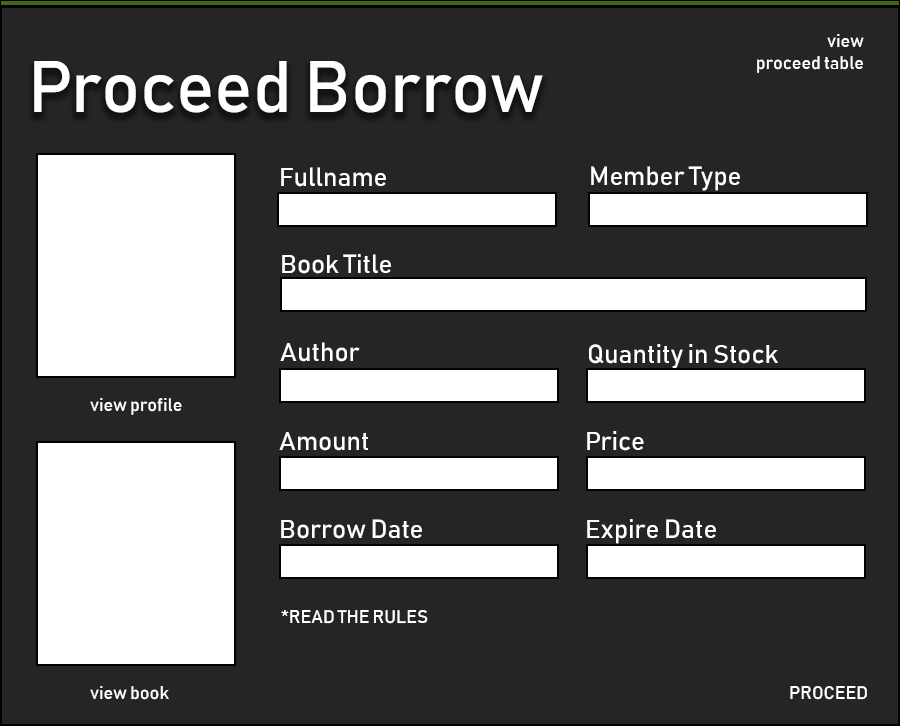 view
proceed table
Proceed Borrow
Fullname
Member Type
Book Title
Author
Quantity in Stock
view profile
Amount
Price
Borrow Date
Expire Date
*READ THE RULES
view book
PROCEED